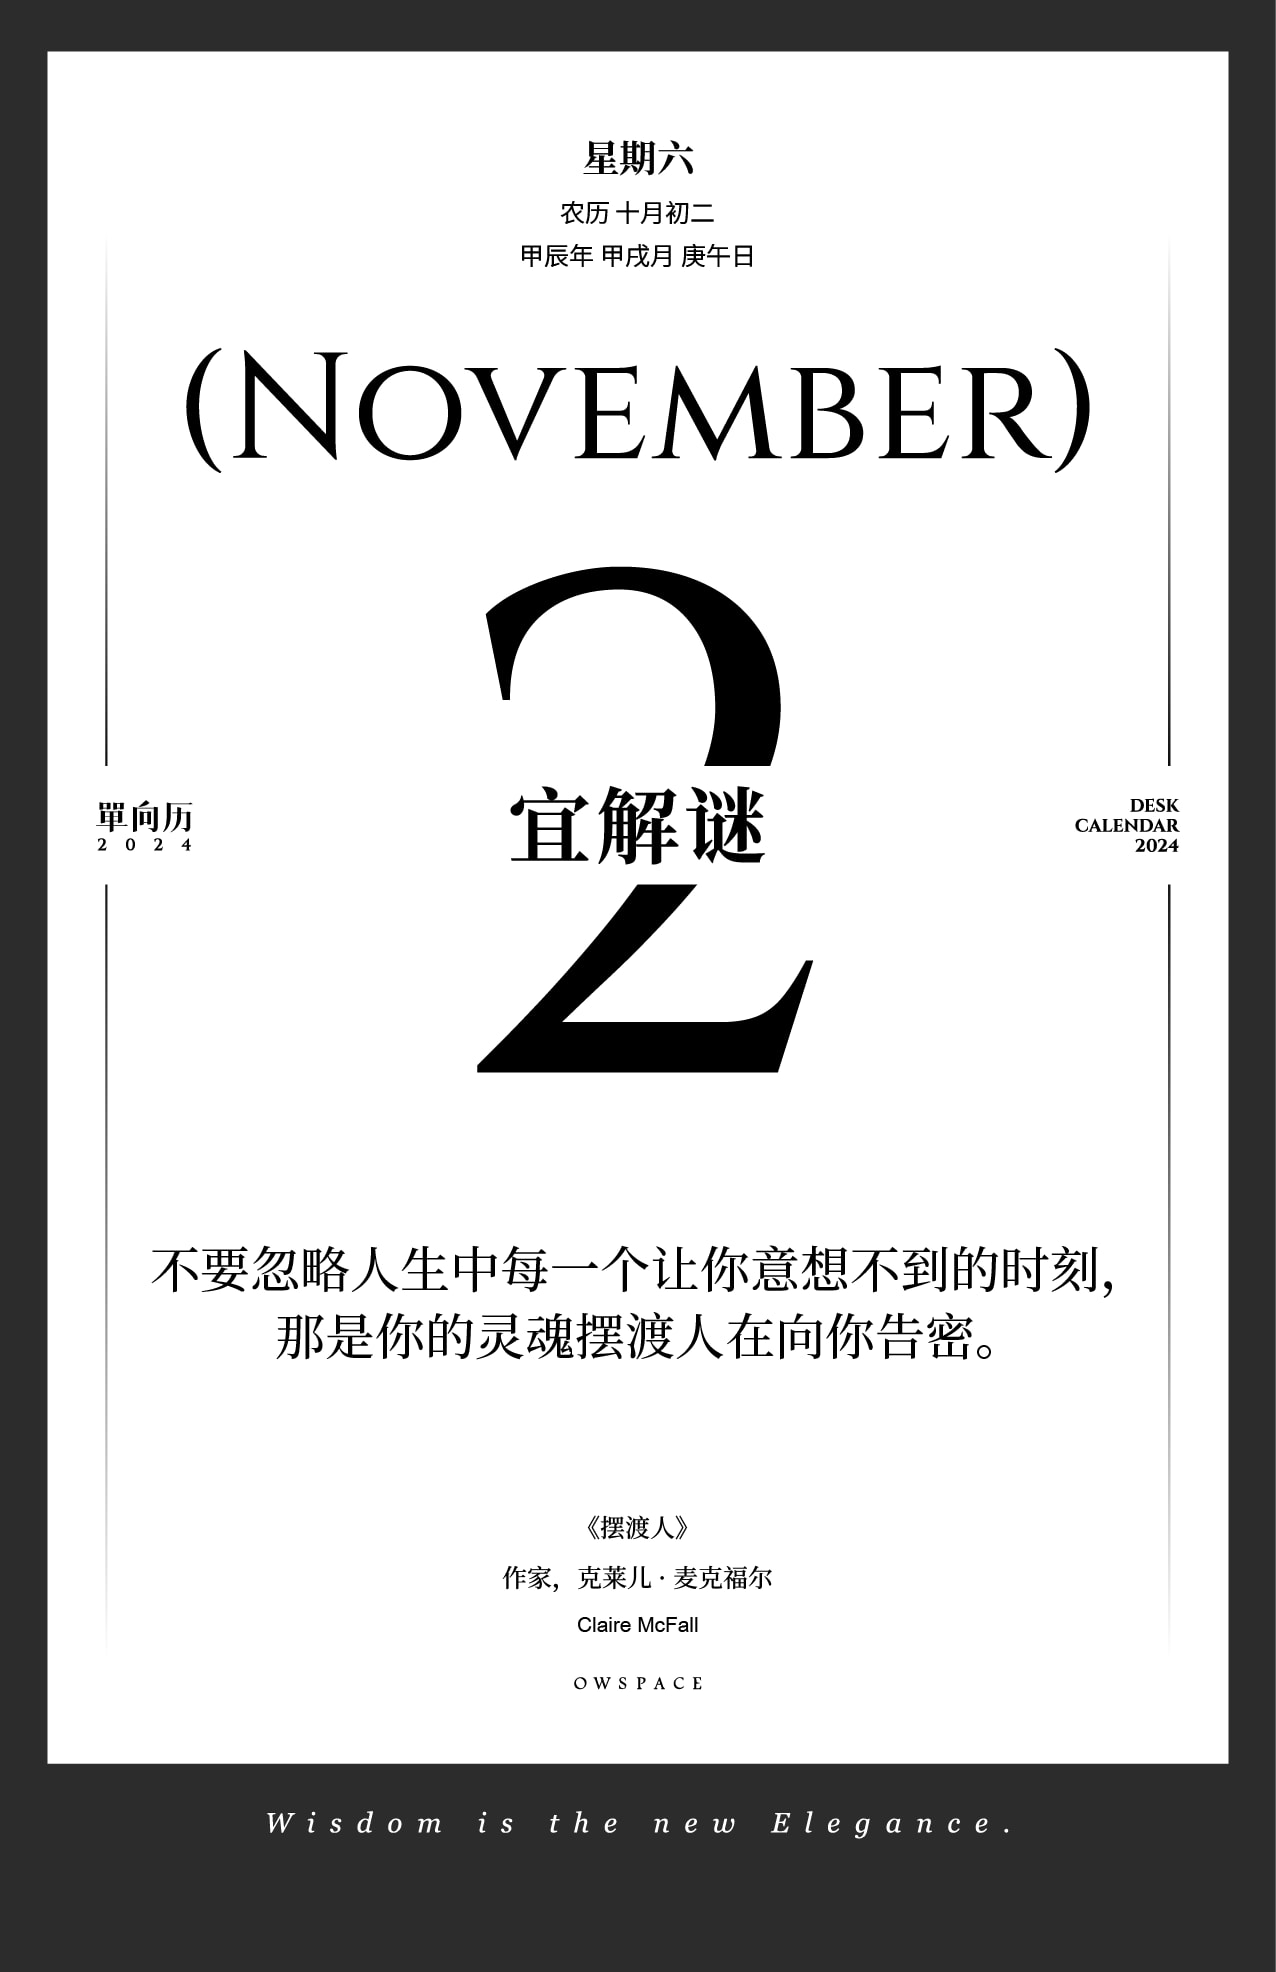 星期六
农历 十月初二
甲辰年 甲戌月 庚午日
(NOVEMBER)
2
單向历
2024
宜解谜
DESK
CALENDAR
2024
不要忽略人生中每一个让你意想不到的时刻，
那是你的灵魂摆渡人在向你告密。
《摆渡人》
作家，克莱儿·麦克福尔
Claire McFall
OWSPACE
Wisdom is the new Elegance.